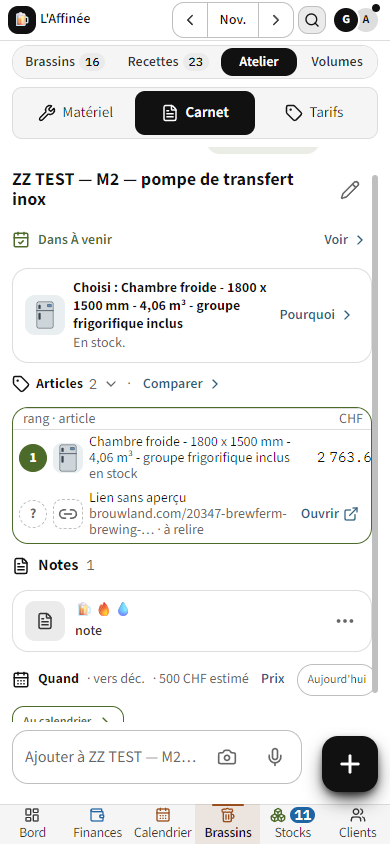 L'Affinée
Nov.
G
A
Brassins 16
Recettes 23
Atelier
Volumes
Matériel
Carnet
Tarifs
ZZ TEST — M2 — pompe de transfert
inox
Dans À venir
Voir
Choisi : Chambre froide - 1800 x
1500 mm - 4,06 m³ - groupe
frigorifique inclus
En stock.
Pourquoi
Articles 2 · Comparer
rang · article
CHF
1
Chambre froide - 1800 x 1500 mm -
4,06 m³ - groupe frigorifique inclus
en stock
2 763.6
?
Lien sans aperçu
brouwland.com/20347-brewferm-
brewing-… · à relire
Ouvrir
Notes 1
note
Quand · vers déc. · 500 CHF estimé Prix Aujourd'hui
Au calendrier
Ajouter à ZZ TEST — M2…
Bord
Finances
Calendrier
Brassins
Stocks 11
Clients